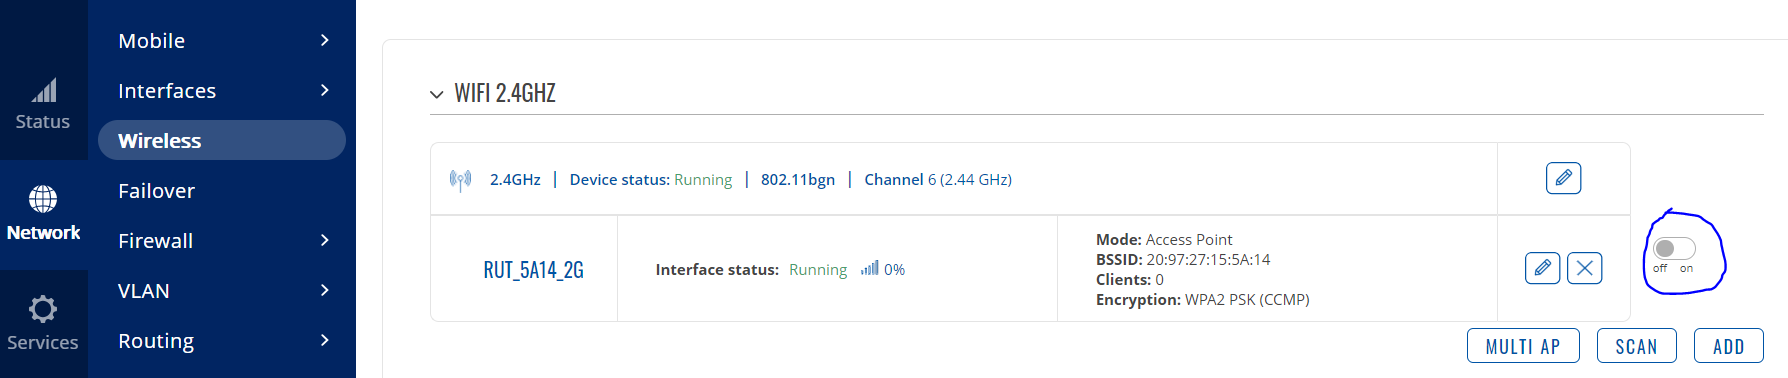 Status
Network
Services
Mobile
Interfaces
Wireless
Failover
Firewall
VLAN
Routing
WIFI 2.4GHZ
2.4GHz | Device status: Running | 802.11bgn | Channel 6 (2.44 GHz)
RUT_5A14_2G
Interface status: Running 0%
Mode: Access Point
BSSID: 20:97:27:15:5A:14
Clients: 0
Encryption: WPA2 PSK (CCMP)
off on
MULTI AP SCAN ADD